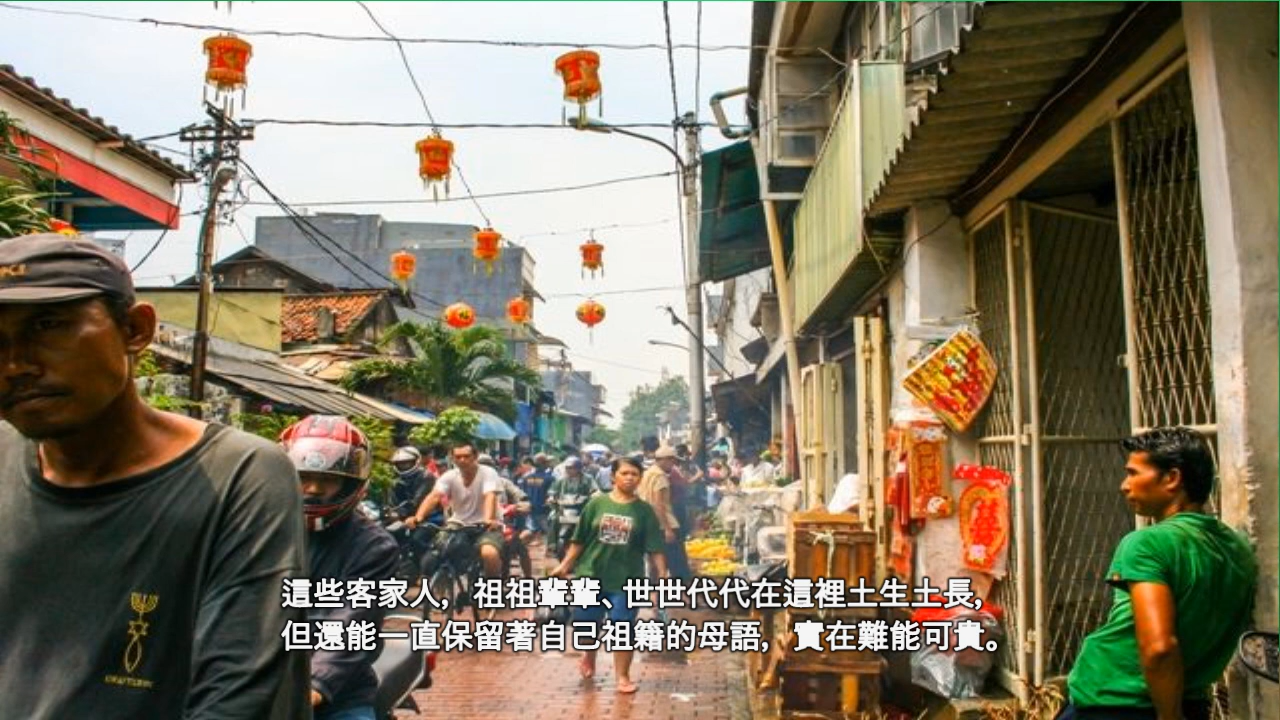 這些客家人, 祖祖輩輩、世世代代在這裡土生土長,
但還能一直保留著自己祖籍的母語, 實在難能可貴。